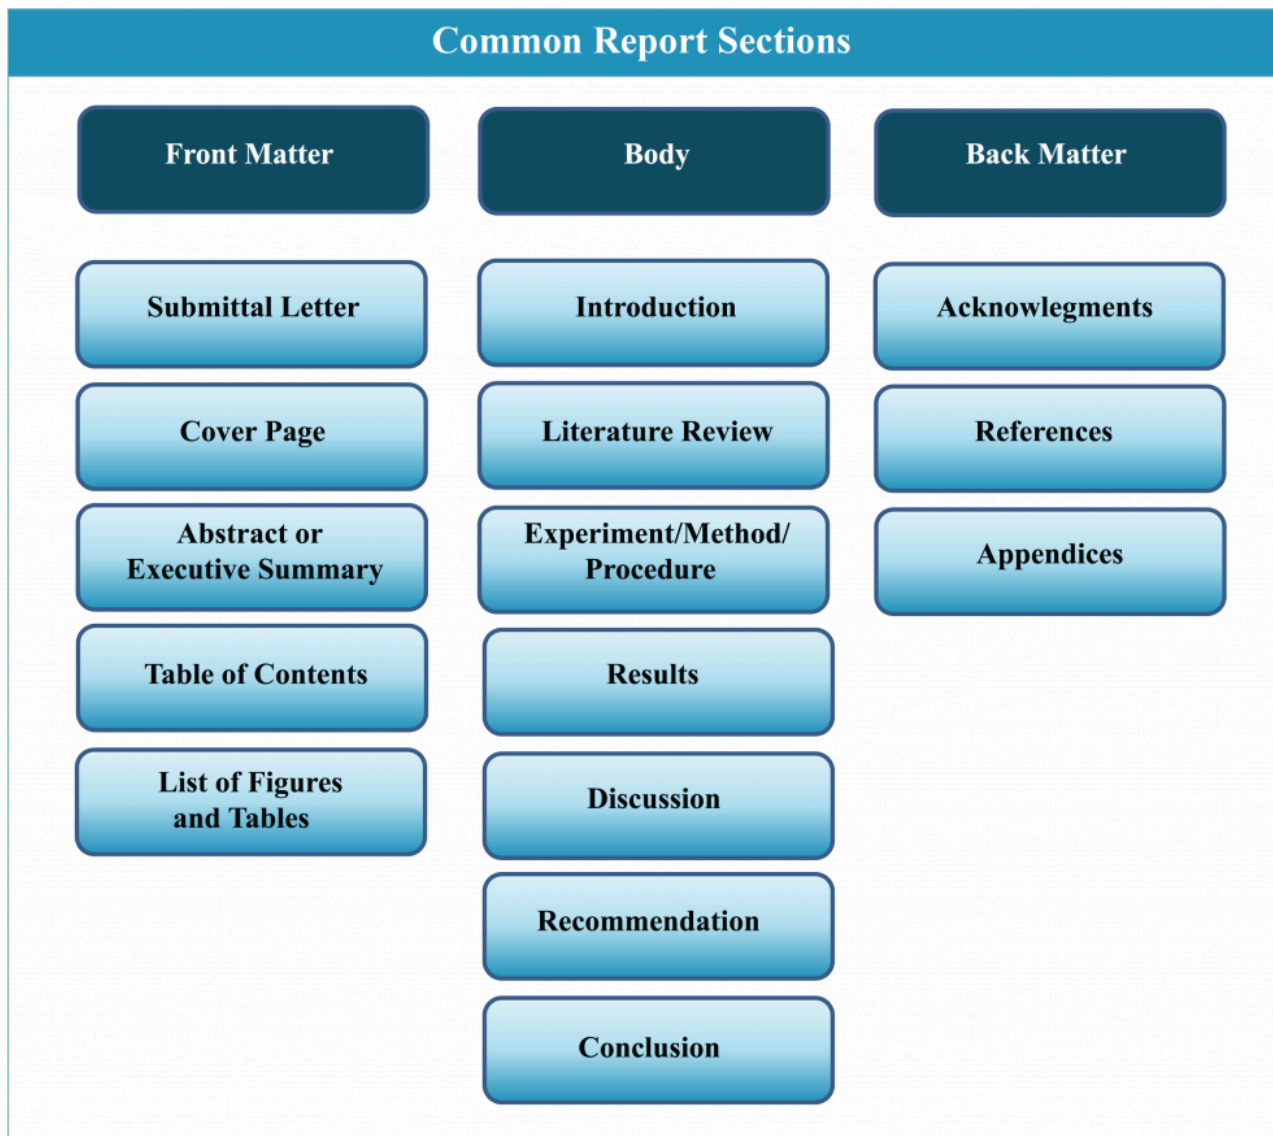 Common Report Sections
Front Matter
Submittal Letter
Cover Page
Abstract or
Executive Summary
Table of Contents
List of Figures
and Tables
Body
Introduction
Literature Review
Experiment/Method/
Procedure
Results
Discussion
Recommendation
Conclusion
Back Matter
Acknowlegments
References
Appendices